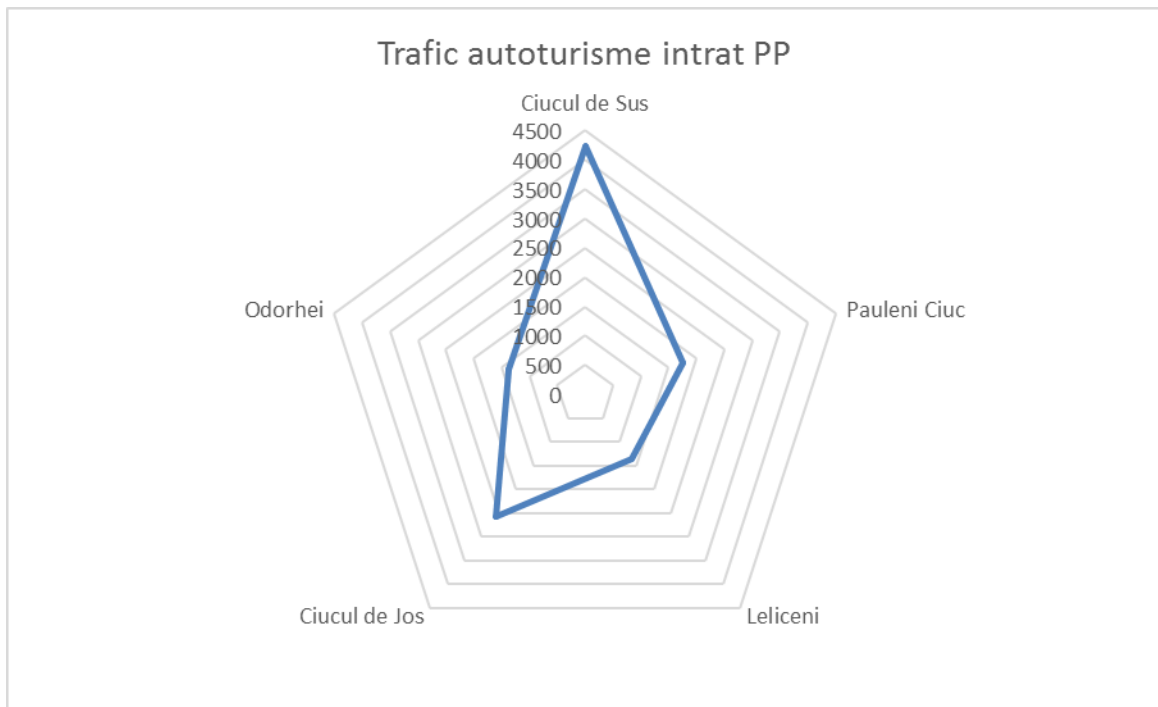 Trafic autoturisme intrat PP
Ciucul de Sus
4500
4000
3500
3000
2500
2000
1500
1000
500
0
Odorhei
Pauleni Ciuc
Ciucul de Jos
Leliceni